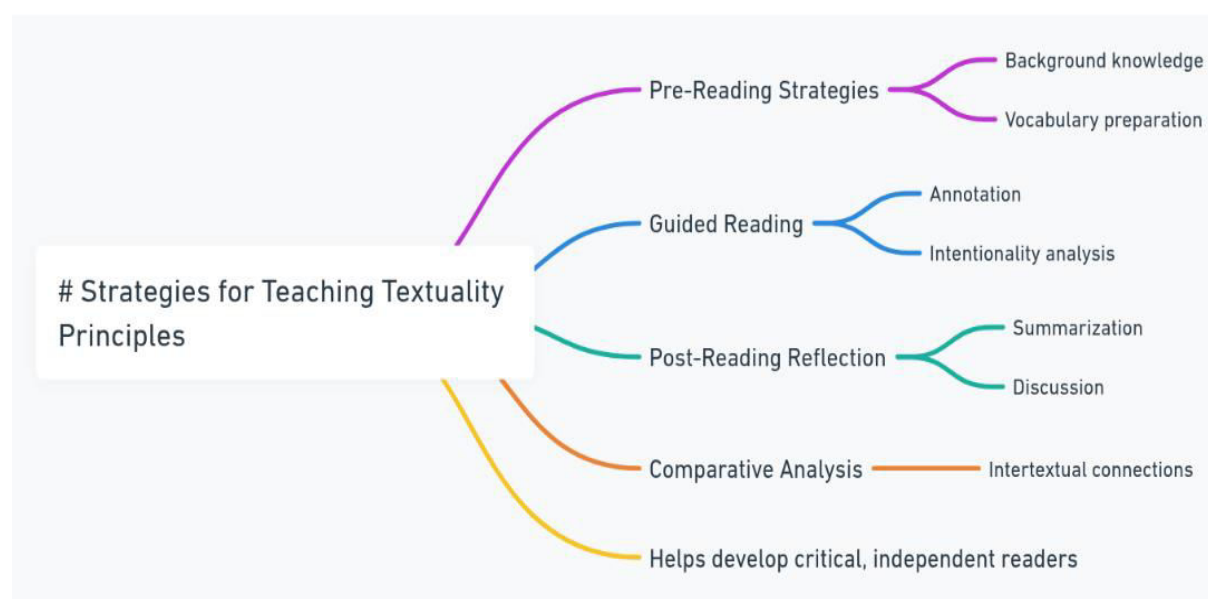 # Strategies for Teaching Textuality
Principles
Pre-Reading Strategies
Background knowledge
Vocabulary preparation
Guided Reading
Annotation
Intentionality analysis
Post-Reading Reflection
Summarization
Discussion
Comparative Analysis
Intertextual connections
Helps develop critical, independent readers